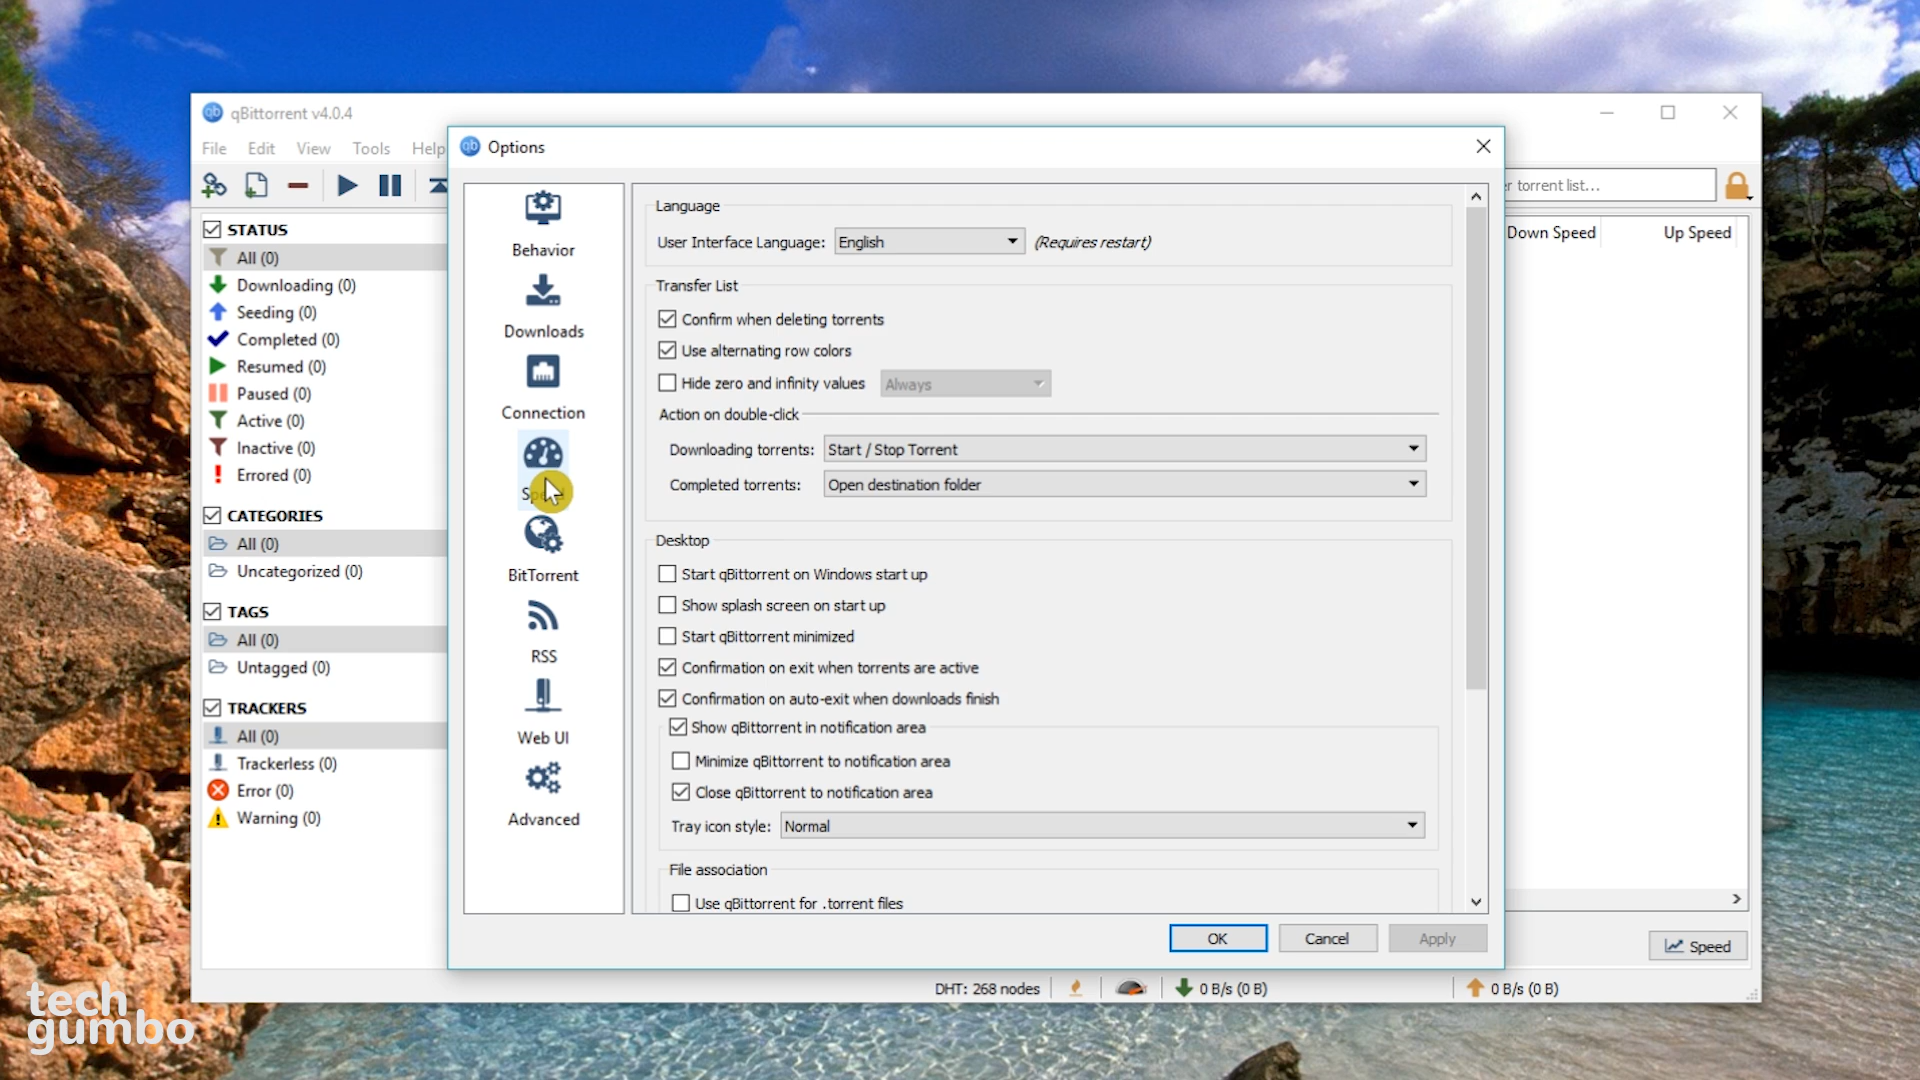 qBittorrent v4.0.4
File Edit View Tools Help
Options
r torrent list...
STATUS
All (0)
Downloading (0)
Seeding (0)
Completed (0)
Resumed (0)
Paused (0)
Active (0)
Inactive (0)
Errored (0)
CATEGORIES
All (0)
Uncategorized (0)
TAGS
All (0)
Untagged (0)
TRACKERS
All (0)
Trackerless (0)
Error (0)
Warning (0)
Behavior
Downloads
Connection
BitTorrent
RSS
Web UI
Advanced
Language
User Interface Language: English (Requires restart)
Transfer List
Confirm when deleting torrents
Use alternating row colors
Hide zero and infinity values Always
Action on double-click
Downloading torrents: Start / Stop Torrent
Completed torrents: Open destination folder
Desktop
Start qBittorrent on Windows start up
Show splash screen on start up
Start qBittorrent minimized
Confirmation on exit when torrents are active
Confirmation on auto-exit when downloads finish
Show qBittorrent in notification area
Minimize qBittorrent to notification area
Close qBittorrent to notification area
Tray icon style: Normal
File association
Use qBittorrent for .torrent files
OK Cancel Apply
Down Speed Up Speed
Speed
DHT: 268 nodes 0 B/s (0 B) 0 B/s (0 B)
tech
gumbo